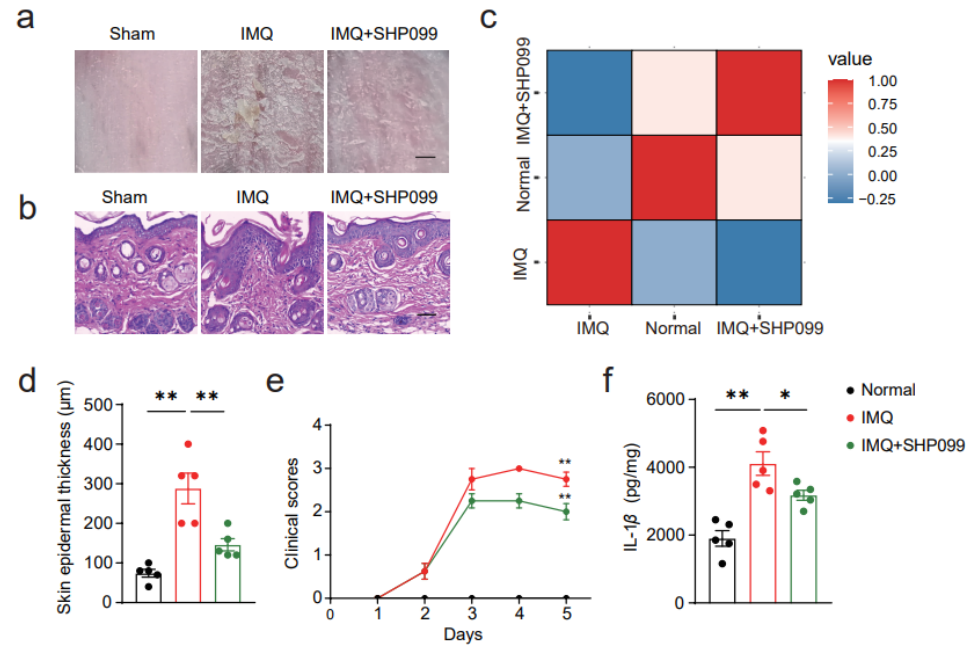 a
Sham IMQ IMQ+SHP099
b
Sham IMQ IMQ+SHP099
c
IMQ+SHP099
Normal
IMQ
IMQ Normal IMQ+SHP099
value
1.00
0.75
0.50
0.25
0.00
−0.25
d
Skin epidermal thickness (μm)
500
400
300
200
100
0
** **
e
Clinical scores
4
3
2
1
0
**
**
0 1 2 3 4 5
Days
f
IL-1β (pg/mg)
6000
4000
2000
0
** *
Normal
IMQ
IMQ+SHP099